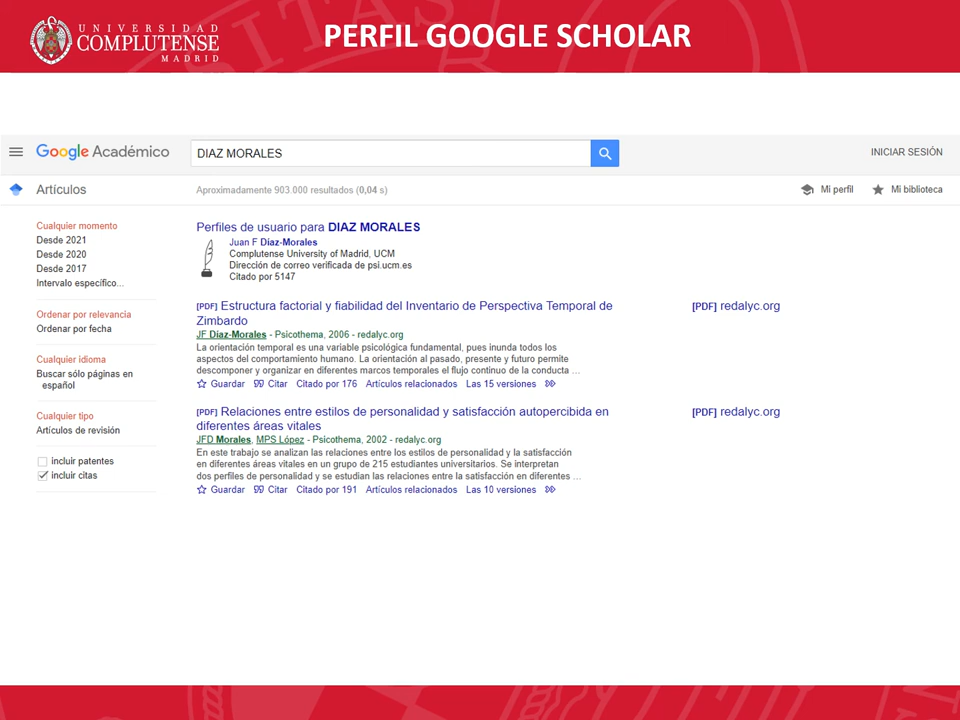 UNIVERSIDAD
COMPLUTENSE
MADRID
PERFIL GOOGLE SCHOLAR
Google Académico
DIAZ MORALES
INICIAR SESIÓN
Artículos
Aproximadamente 903.000 resultados (0,04 s)
Mi perfil
Mi biblioteca
Cualquier momento
Desde 2021
Desde 2020
Desde 2017
Intervalo específico...
Ordenar por relevancia
Ordenar por fecha
Cualquier idioma
Buscar sólo páginas en
español
Cualquier tipo
Artículos de revisión
incluir patentes
incluir citas
Perfiles de usuario para DIAZ MORALES
Juan F Díaz-Morales
Complutense University of Madrid, UCM
Dirección de correo verificada de psi.ucm.es
Citado por 5147
[PDF] Estructura factorial y fiabilidad del Inventario de Perspectiva Temporal de
Zimbardo
JF Díaz-Morales - Psicothema, 2006 - redalyc.org
La orientación temporal es una variable psicológica fundamental, pues inunda todos los
aspectos del comportamiento humano. La orientación al pasado, presente y futuro permite
descomponer y organizar en diferentes marcos temporales el flujo continuo de la conducta ...
Guardar Citar Citado por 176 Artículos relacionados Las 15 versiones
[PDF] redalyc.org
[PDF] Relaciones entre estilos de personalidad y satisfacción autopercibida en
diferentes áreas vitales
JFD Morales, MPS López - Psicothema, 2002 - redalyc.org
En este trabajo se analizan las relaciones entre los estilos de personalidad y la satisfacción
en diferentes áreas vitales en un grupo de 215 estudiantes universitarios. Se interpretan
dos perfiles de personalidad y se estudian las relaciones entre la satisfacción en diferentes ...
Guardar Citar Citado por 191 Artículos relacionados Las 10 versiones
[PDF] redalyc.org